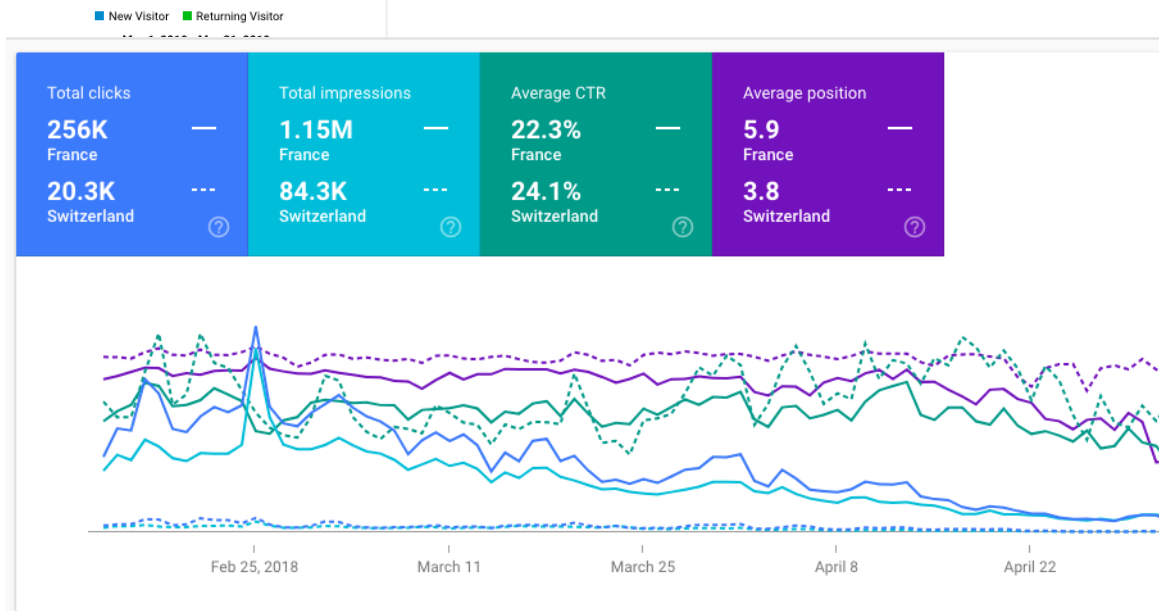 New Visitor Returning Visitor
Total clicks
256K
France
20.3K
Switzerland
Total impressions
1.15M
France
84.3K
Switzerland
Average CTR
22.3%
France
24.1%
Switzerland
Average position
5.9
France
3.8
Switzerland
Feb 25, 2018 March 11 March 25 April 8 April 22